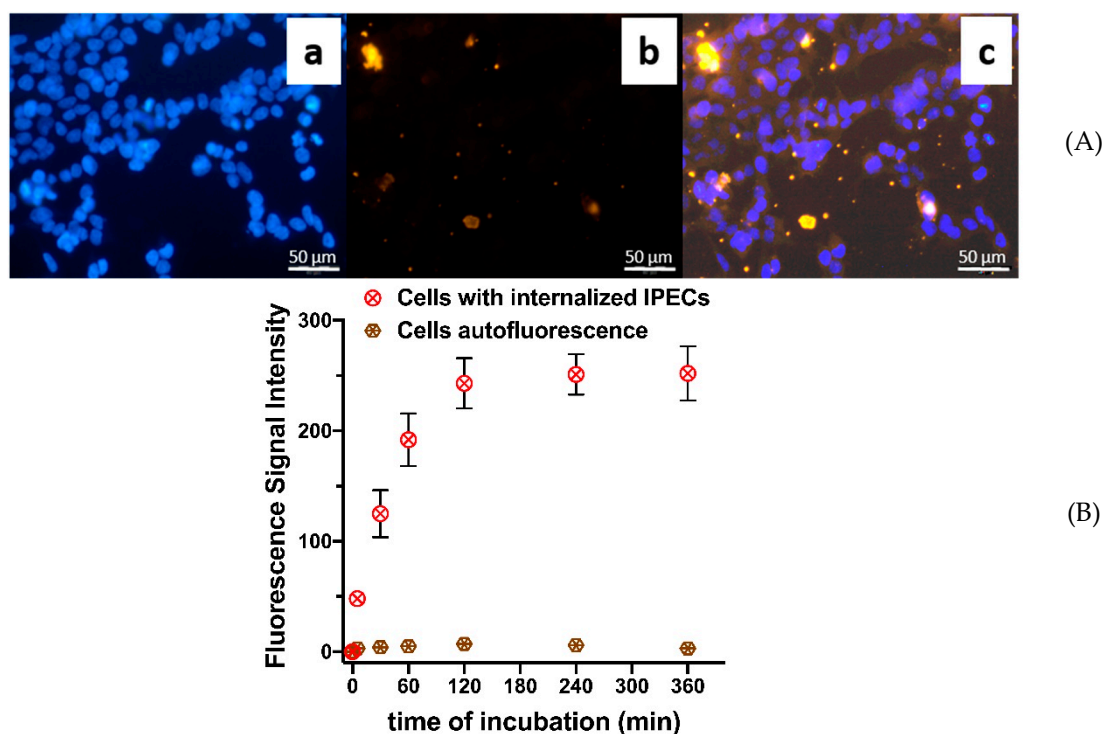 a
b
c
50 µm
50 µm
50 µm
(A)
Cells with internalized IPECs
Cells autofluorescence
300
200
100
0
Fluorescence Signal Intensity
0 60 120 180 240 300 360
time of incubation (min)
(B)